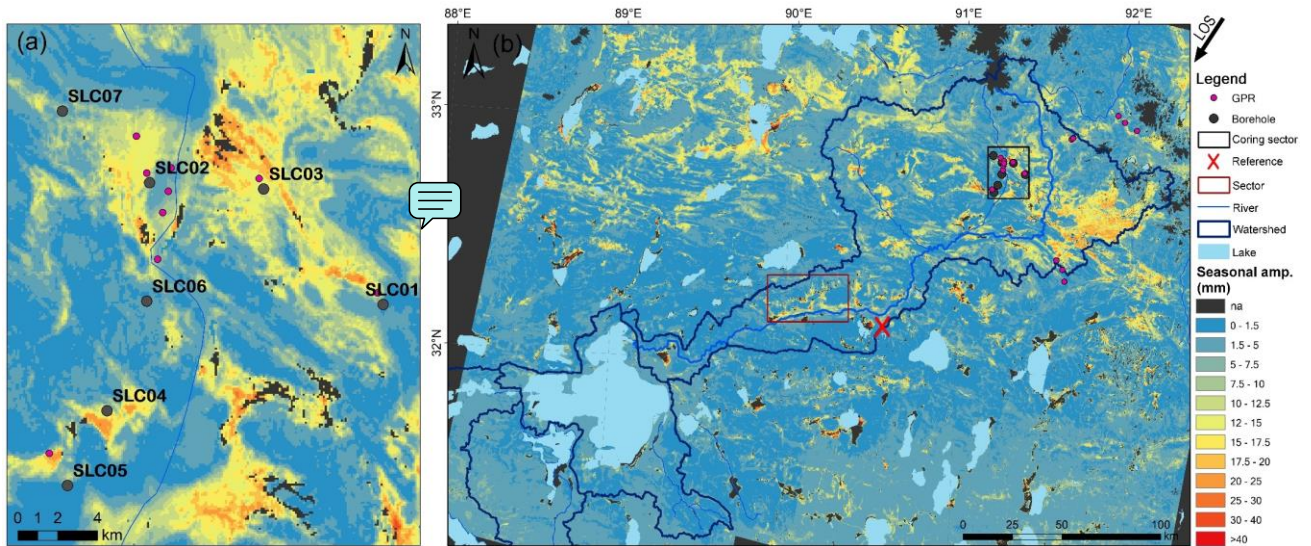 88°E
89°E
90°E
91°E
92°E
(a)
N
SLC07
SLC02
SLC03
SLC01
SLC06
SLC04
SLC05
0 1 2 4
km
(b)
N
33°N
32°N
0 25 50 100
km
LOS
Legend
GPR
Borehole
Coring sector
Reference
Sector
River
Watershed
Lake
Seasonal amp.
(mm)
na
0 - 1.5
1.5 - 5
5 - 7.5
7.5 - 10
10 - 12.5
12 - 15
15 - 17.5
17.5 - 20
20 - 25
25 - 30
30 - 40
>40